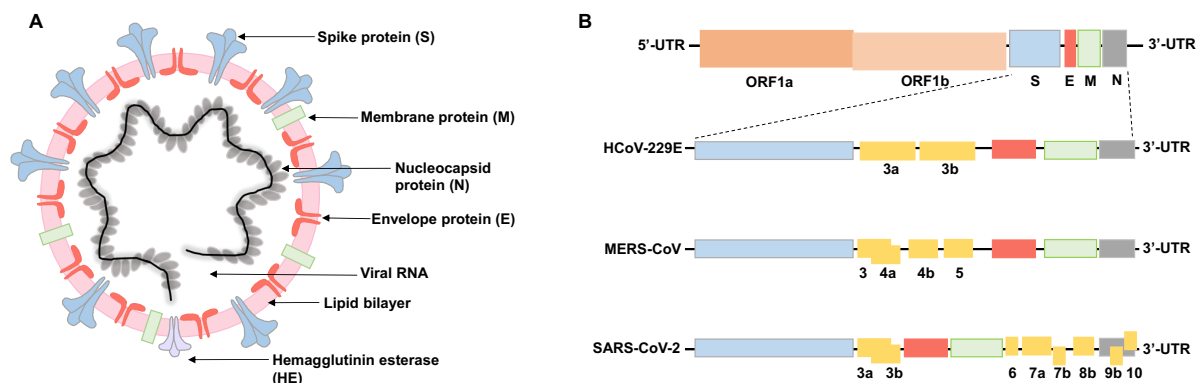 A
Spike protein (S)
Membrane protein (M)
Nucleocapsid
protein (N)
Envelope protein (E)
Viral RNA
Lipid bilayer
Hemagglutinin esterase
(HE)
B
5’-UTR
3’-UTR
ORF1a
ORF1b
S
E
M
N
HCoV-229E
3’-UTR
3a
3b
MERS-CoV
3’-UTR
3
4a
4b
5
SARS-CoV-2
3’-UTR
3a
3b
6
7a
7b
8b
9b
10